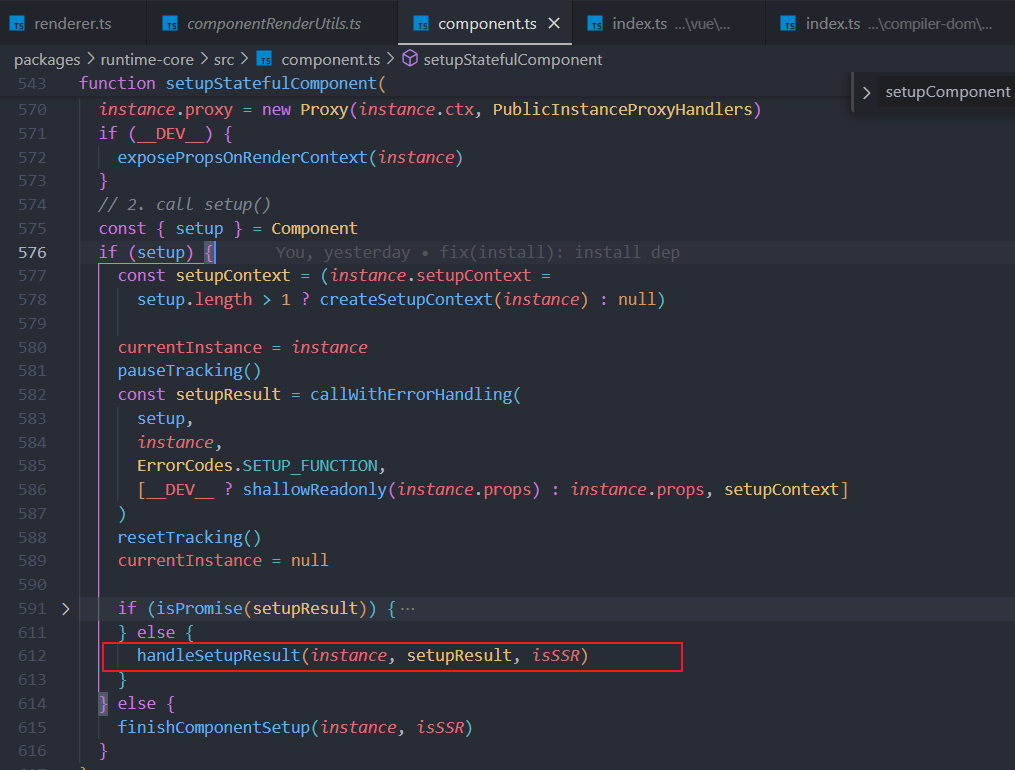 TS renderer.ts TS componentRenderUtils.ts TS component.ts × TS index.ts ...\vue\... TS index.ts ...\compiler-dom\...
packages > runtime-core > src > TS component.ts > setupStatefulComponent
543 function setupStatefulComponent(
> setupComponent
570 instance.proxy = new Proxy(instance.ctx, PublicInstanceProxyHandlers)
571 if (__DEV__) {
572 exposePropsOnRenderContext(instance)
573 }
574 // 2. call setup()
575 const { setup } = Component
576 if (setup) { You, yesterday • fix(install): install dep
577 const setupContext = (instance.setupContext =
578 setup.length > 1 ? createSetupContext(instance) : null)
579
580 currentInstance = instance
581 pauseTracking()
582 const setupResult = callWithErrorHandling(
583 setup,
584 instance,
585 ErrorCodes.SETUP_FUNCTION,
586 [__DEV__ ? shallowReadonly(instance.props) : instance.props, setupContext]
587 )
588 resetTracking()
589 currentInstance = null
590
591 > if (isPromise(setupResult)) { ···
611 } else {
612 handleSetupResult(instance, setupResult, isSSR)
613 }
614 } else {
615 finishComponentSetup(instance, isSSR)
616 }